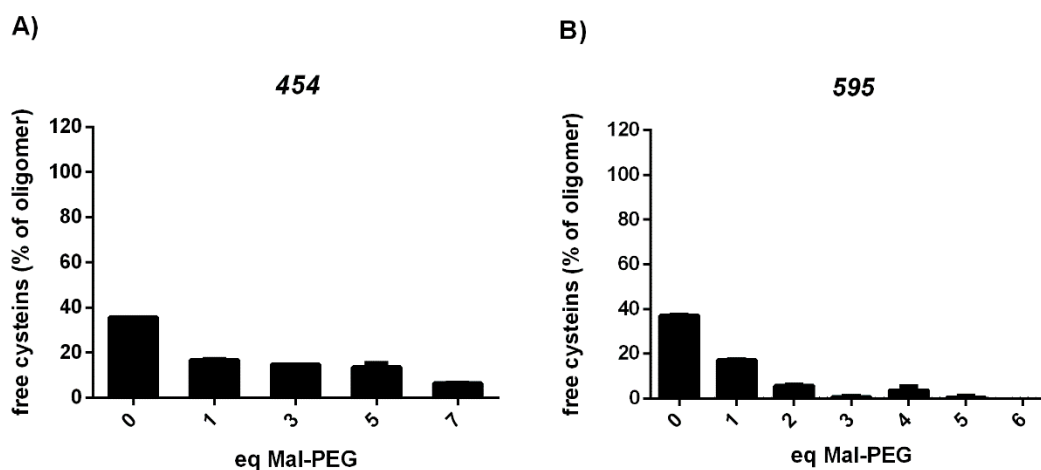 A)
454
free cysteins (% of oligomer)
120
100
80
60
40
20
0
0 1 3 5 7
eq Mal-PEG
B)
595
free cysteins (% of oligomer)
120
100
80
60
40
20
0
0 1 2 3 4 5 6
eq Mal-PEG